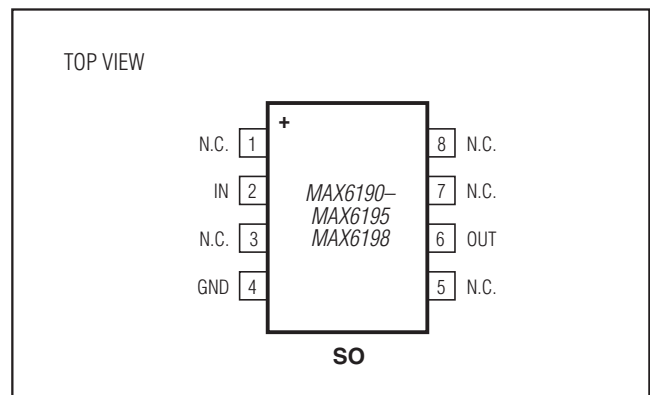 TOP VIEW
+
N.C. 1
8 N.C.
IN 2
7 N.C.
N.C. 3
6 OUT
GND 4
5 N.C.
MAX6190–
MAX6195
MAX6198
SO